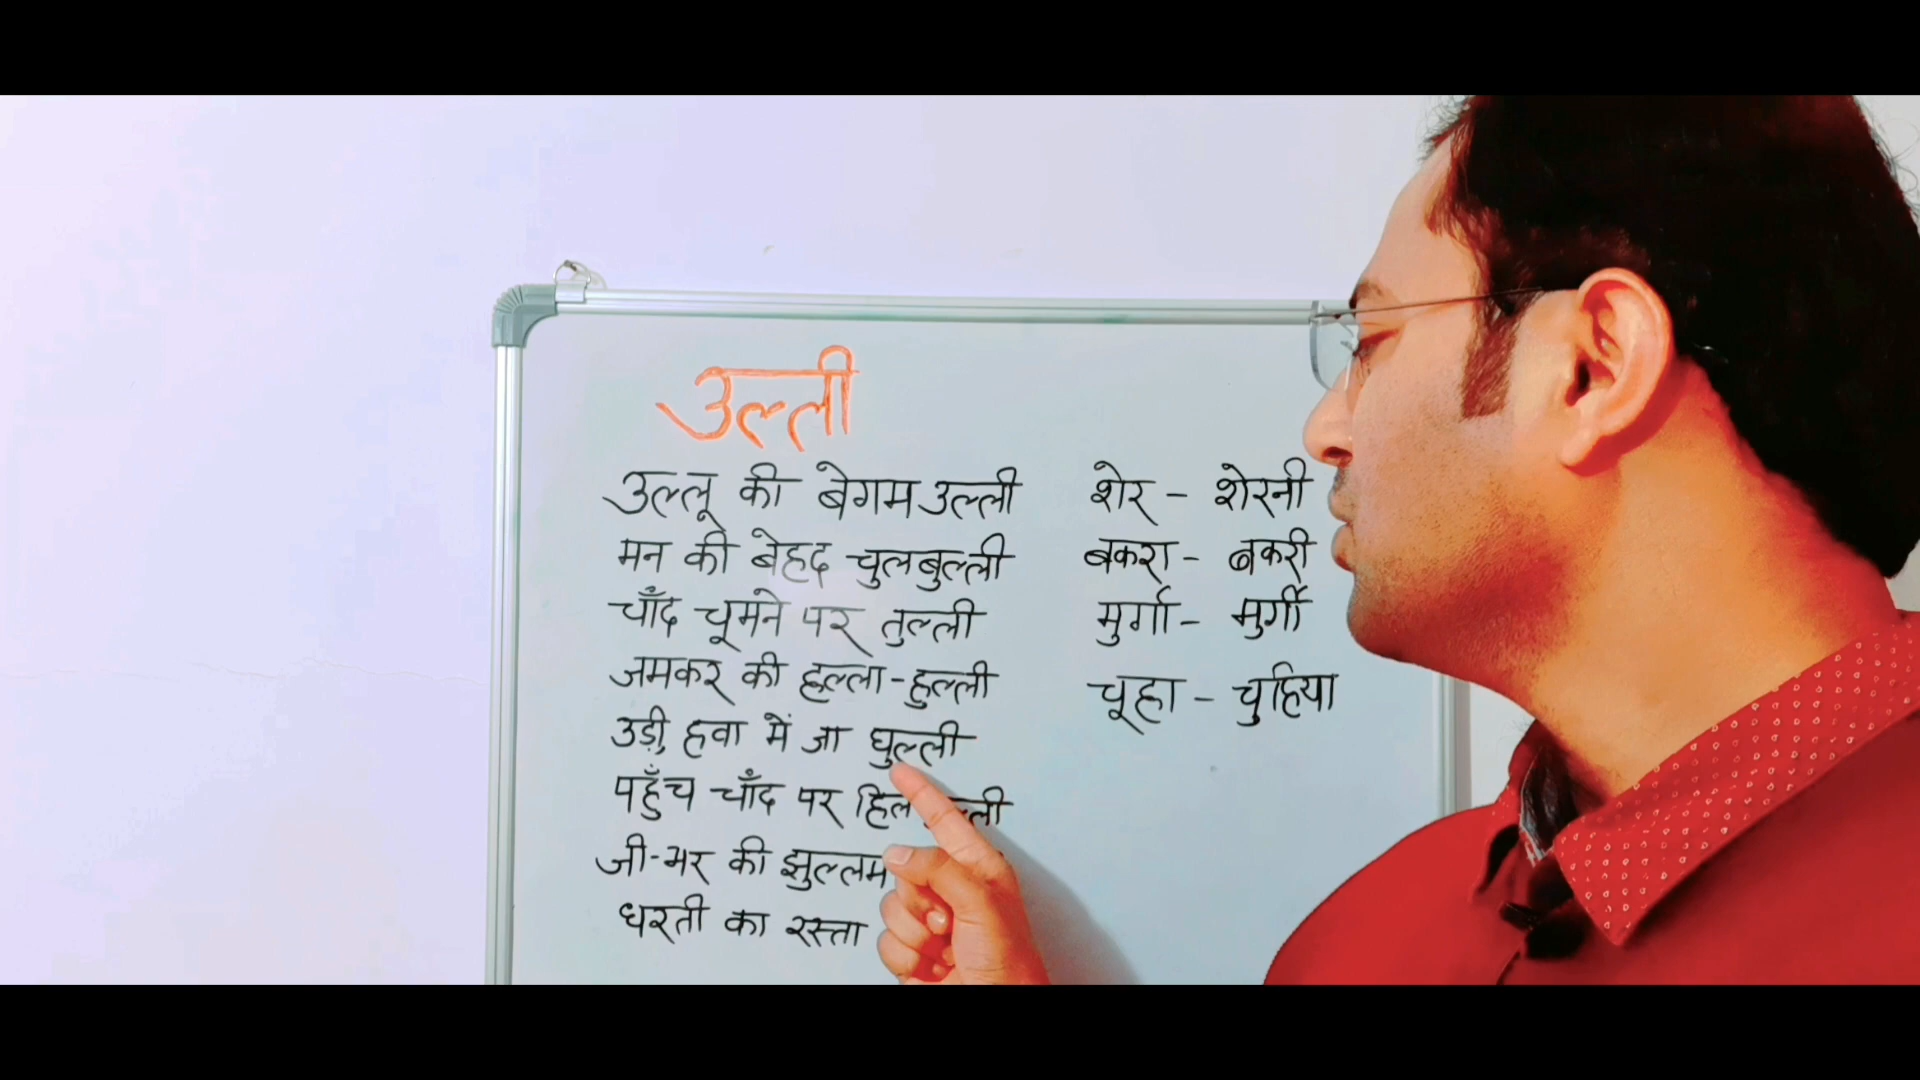 उल्ली
उल्लू की बेगम उल्ली
मन की बेहद चुलबुल्ली
चाँद चूमने पर तुल्ली
जमकर की हल्ला-हुल्ली
उड़ी हवा में जा घुल्ली
पहुँच चाँद पर
जी-भर की
धरती का रस्ता
शेर - शेरनी
बकरा - बकरी
मुर्गा - मुर्गी
चूहा - चुहिया